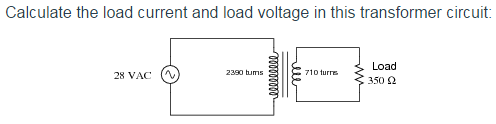 Calculate the load current and load voltage in this transformer circuit:
28 VAC
2390 turns
710 turns
Load
350 Ω